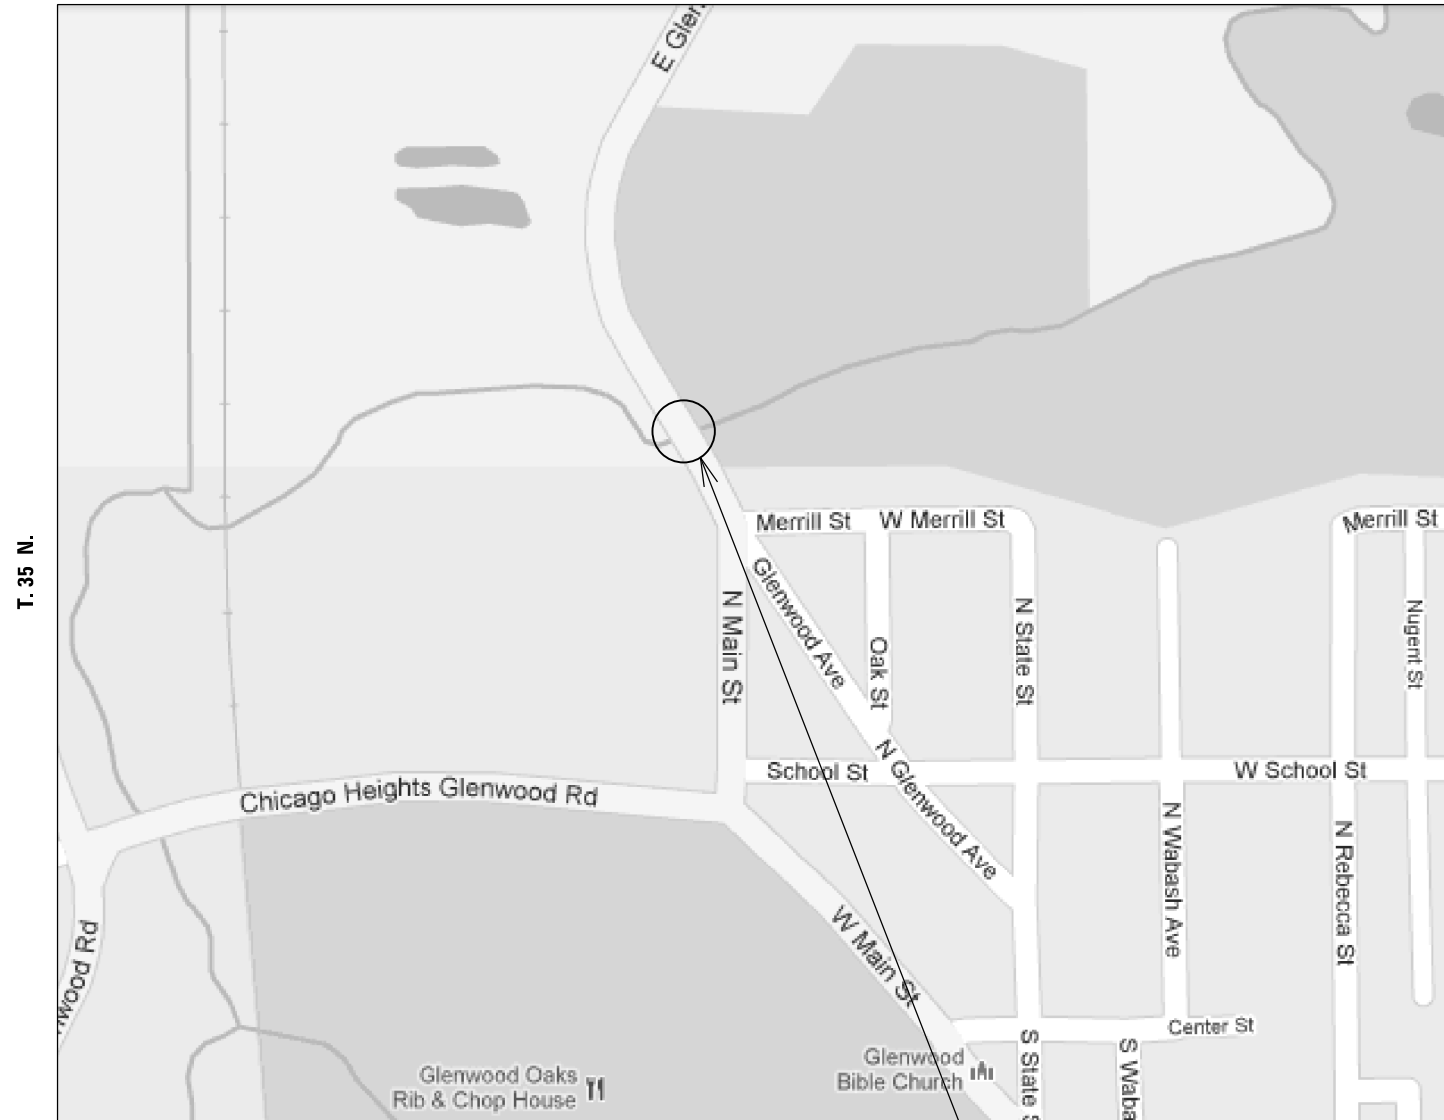 E Glen
T. 35 N.
Merrill St
W Merrill St
Merrill St
Glenwood Ave
N Main St
Oak St
N State St
Nugent St
N Glenwood Ave
School St
W School St
Chicago Heights Glenwood Rd
N Wabash Ave
N Rebecca St
W Main St
nwood Rd
Center St
S State S
S Waba
Glenwood
Bible Church
Glenwood Oaks
Rib & Chop House